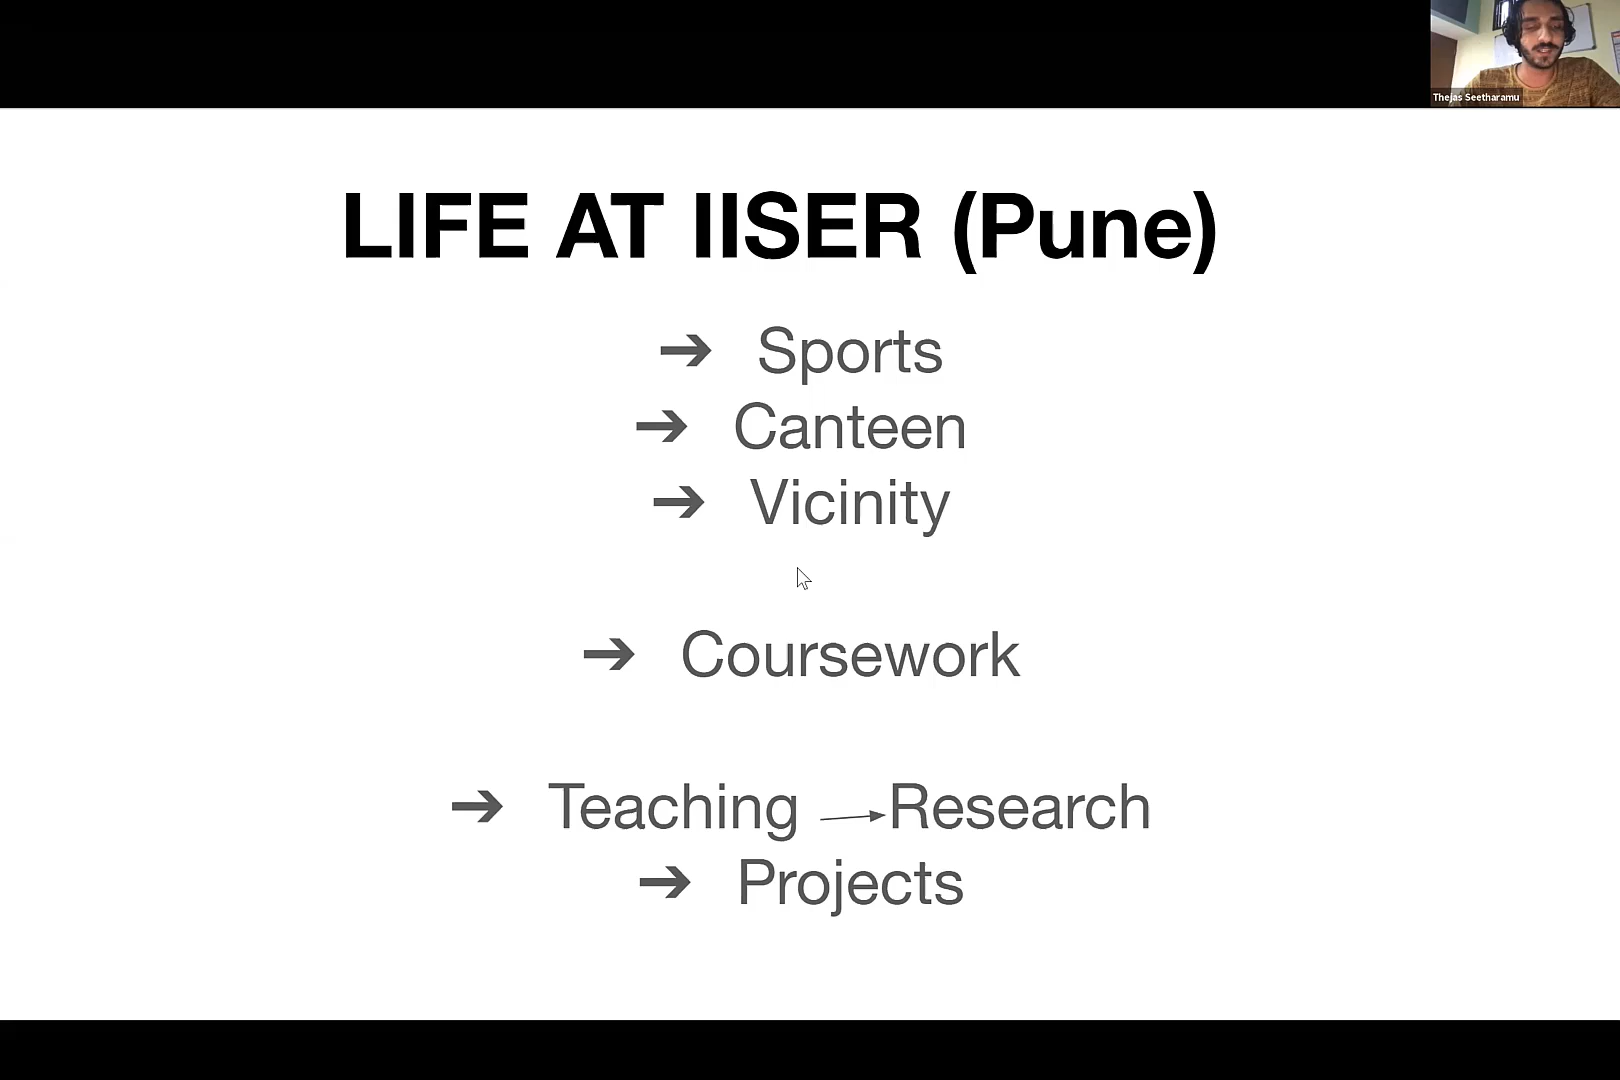 Thejas Seetharamu
LIFE AT IISER (Pune)
➔ Sports
➔ Canteen
➔ Vicinity
➔ Coursework
➔ Teaching → Research
➔ Projects